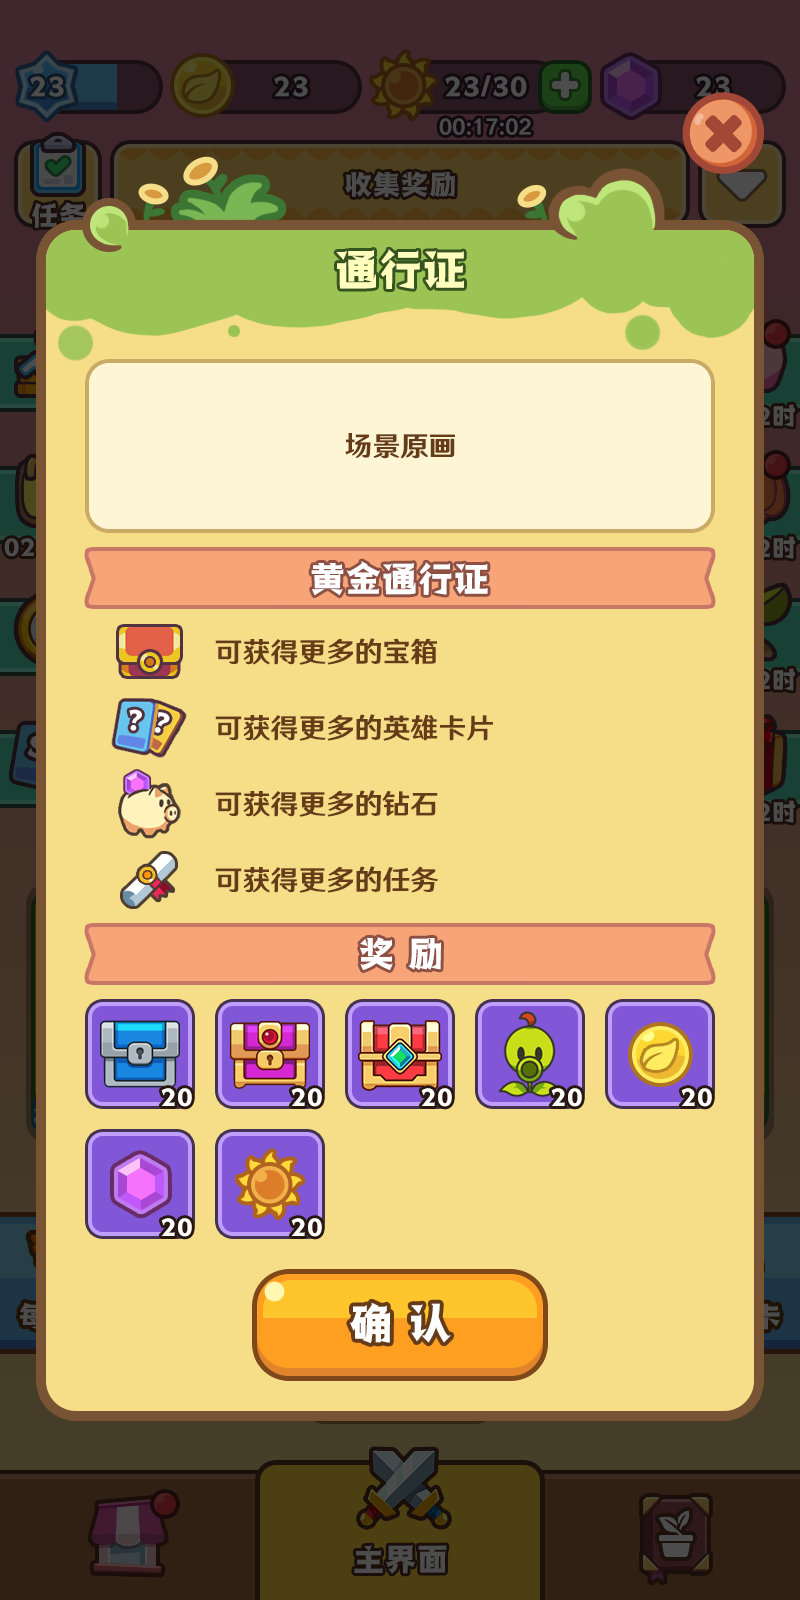 23
23
23/30
23
00:17:02
任务
收集奖励
通行证
场景原画
黄金通行证
可获得更多的宝箱
可获得更多的英雄卡片
可获得更多的钻石
可获得更多的任务
奖 励
20
20
20
20
20
20
20
确 认
主界面